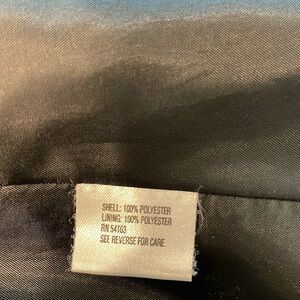 SHELL: 100% POLYESTER
LINING: 100% POLYESTER
RN 54163
SEE REVERSE FOR CARE